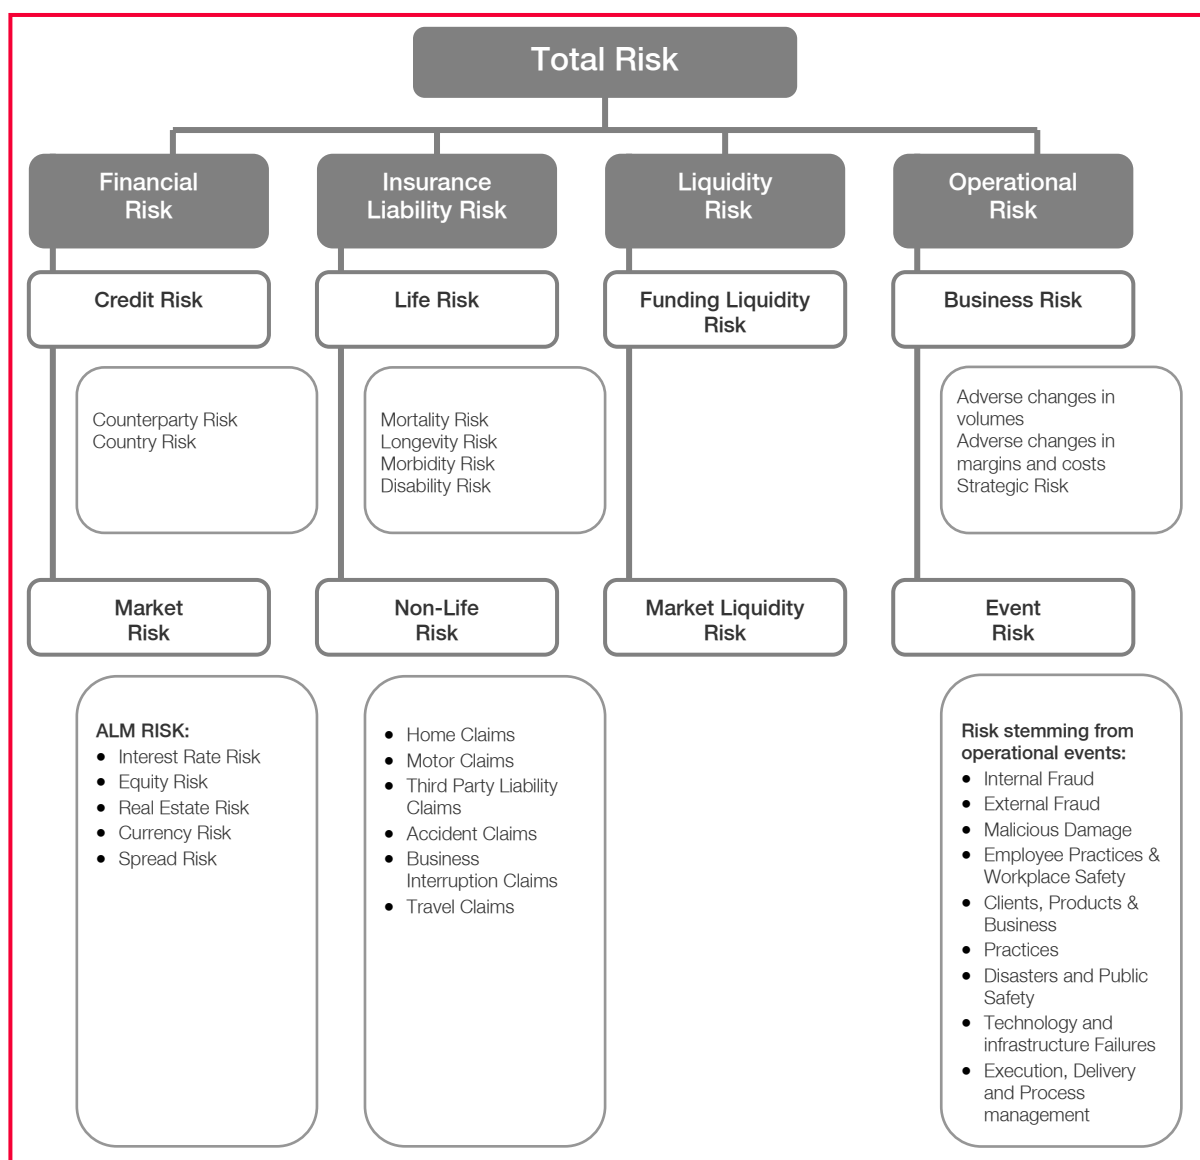 Total Risk
Financial
Risk
Insurance
Liability Risk
Liquidity
Risk
Operational
Risk
Credit Risk
Life Risk
Funding Liquidity
Risk
Business Risk
Counterparty Risk
Country Risk
Mortality Risk
Longevity Risk
Morbidity Risk
Disability Risk
Adverse changes in
volumes
Adverse changes in
margins and costs
Strategic Risk
Market
Risk
Non-Life
Risk
Market Liquidity
Risk
Event
Risk
ALM RISK:
• Interest Rate Risk
• Equity Risk
• Real Estate Risk
• Currency Risk
• Spread Risk
• Home Claims
• Motor Claims
• Third Party Liability
Claims
• Accident Claims
• Business
Interruption Claims
• Travel Claims
Risk stemming from
operational events:
• Internal Fraud
• External Fraud
• Malicious Damage
• Employee Practices &
Workplace Safety
• Clients, Products &
Business
• Practices
• Disasters and Public
Safety
• Technology and
infrastructure Failures
• Execution, Delivery
and Process
management